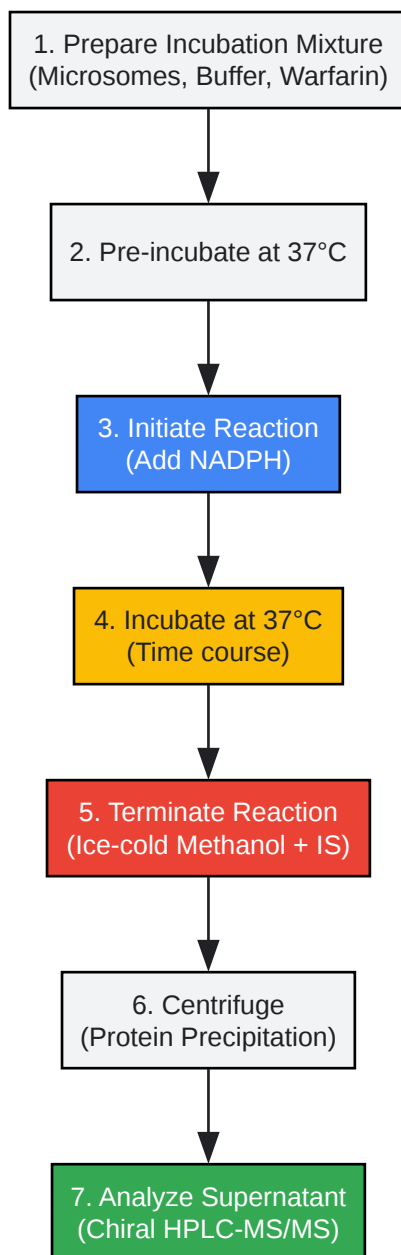 1. Prepare Incubation Mixture
(Microsomes, Buffer, Warfarin)
2. Pre-incubate at 37°C
3. Initiate Reaction
(Add NADPH)
4. Incubate at 37°C
(Time course)
5. Terminate Reaction
(Ice-cold Methanol + IS)
6. Centrifuge
(Protein Precipitation)
7. Analyze Supernatant
(Chiral HPLC-MS/MS)